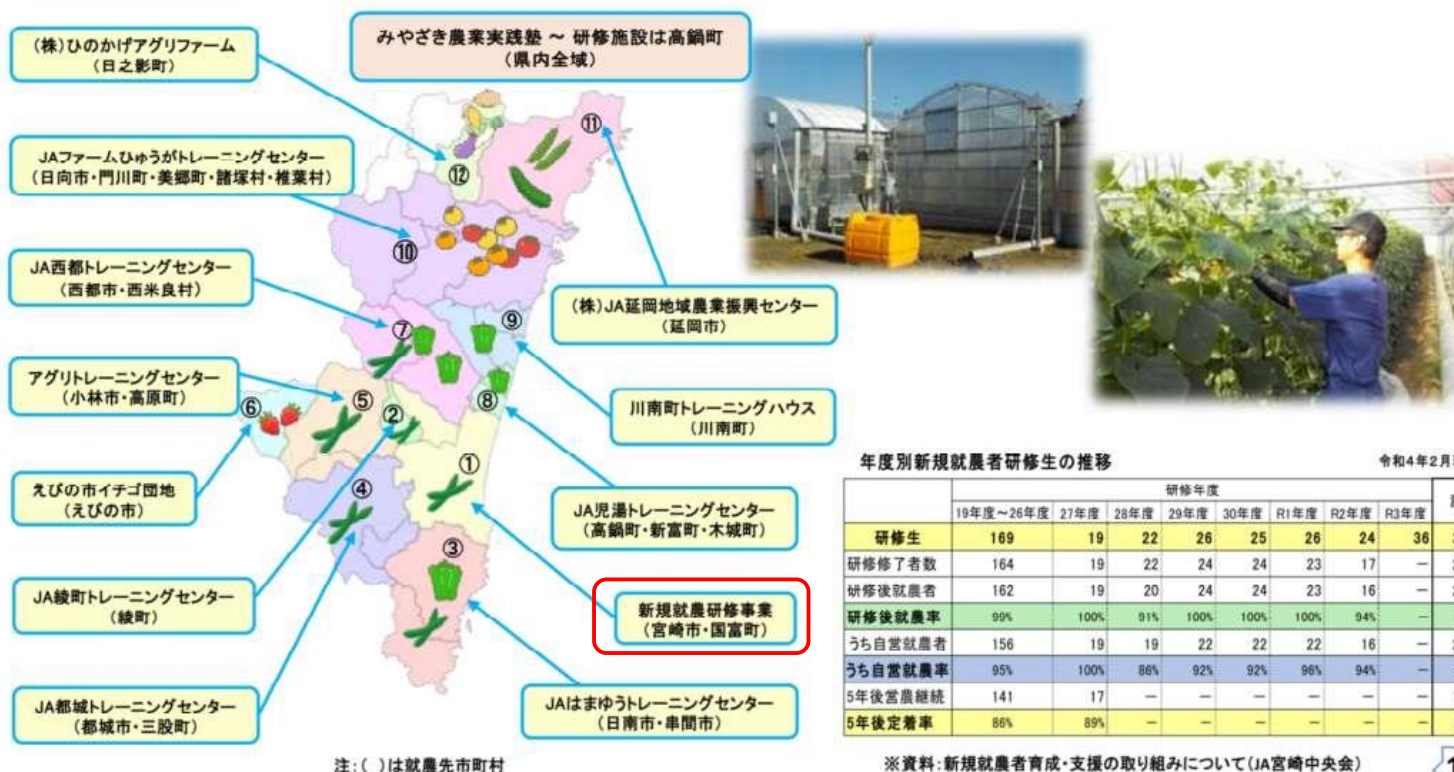 みやざき農業実践塾 ～ 研修施設は高鍋町
(県内全域)
(株)ひのかげアグリファーム
(日之影町)
JAファームひゅうがトレーニングセンター
(日向市・門川町・美郷町・諸塚村・椎葉村)
JA西都トレーニングセンター
(西都市・西米良村)
アグリトレーニングセンター
(小林市・高原町)
えびの市イチゴ団地
(えびの市)
JA綾町トレーニングセンター
(綾町)
JA都城トレーニングセンター
(都城市・三股町)
⑪
⑫
⑩
⑦
⑨
⑧
⑥
⑤
②
①
④
③
(株)JA延岡地域農業振興センター
(延岡市)
川南町トレーニングハウス
(川南町)
JA児湯トレーニングセンター
(高鍋町・新富町・木城町)
新規就農研修事業
(宮崎市・国富町)
JAはまゆうトレーニングセンター
(日南市・串間市)
注:( )は就農先市町村
年度別新規就農者研修生の推移 令和4年2月
研修年度
19年度～26年度 27年度 28年度 29年度 30年度 R1年度 R2年度 R3年度
研修生 169 19 22 26 25 26 24 36
研修修了者数 164 19 22 24 24 23 17 －
研修後就農者 162 19 20 24 24 23 16 －
研修後就農率 99% 100% 91% 100% 100% 100% 94% －
うち自営就農者 156 19 19 22 22 22 16 －
うち自営就農率 95% 100% 86% 92% 92% 96% 94% －
5年後営農継続 141 17 － － － － － －
5年後定着率 86% 89% － － － － － －
※資料:新規就農者育成・支援の取り組みについて(JA宮崎中央会)